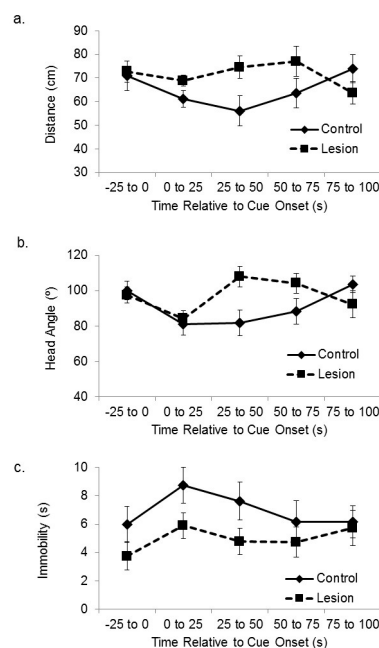 a.
80
90
70
60
50
40
30
Distance (cm)
Control
Lesion
-25 to 0 0 to 25 25 to 50 50 to 75 75 to 100
Time Relative to Cue Onset (s)
b.
120
100
80
60
40
Head Angle (º)
Control
Lesion
-25 to 0 0 to 25 25 to 50 50 to 75 75 to 100
Time Relative to Cue Onset (s)
c.
10
8
6
4
2
0
Immobility (s)
Control
Lesion
-25 to 0 0 to 25 25 to 50 50 to 75 75 to 100
Time Relative to Cue Onset (s)